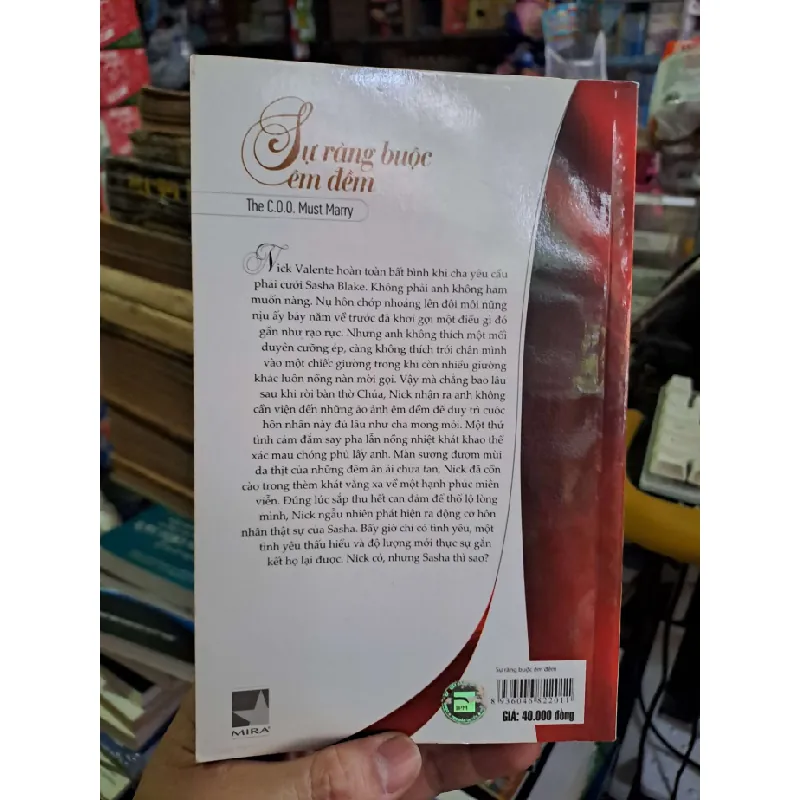 Sự ràng buộc
êm đềm
The C.D.O. Must Marry
Nick Valente hoàn toàn bất bình khi cha yêu cầu
phải cưới Sasha Blake. Không phải anh không ham
muốn nàng. Nụ hôn chớp nhoáng lên đôi môi nũng
nịu ấy bảy năm về trước đã khơi gợi một điều gì đó
gần như rạo rực. Nhưng anh không thích một mối
duyên cưỡng ép, càng không thích trói chân mình
vào một chiếc giường trong khi còn nhiều giường
khác luôn nồng nàn mời gọi. Vậy mà chẳng bao lâu
sau khi rời bàn thờ Chúa, Nick nhận ra anh không
cần viện đến những ảo ảnh êm đềm để duy trì cuộc
hôn nhân này đủ lâu như cha mong mỏi. Một thứ
tình cảm đắm say pha lẫn nồng nhiệt khát khao thể
xác mau chóng phủ lấy anh. Màn sương đượm mùi
da thịt của những đêm ân ái chưa tan, Nick đã cồn
cào trong thèm khát vẳng xa về một hạnh phúc miên
viễn. Đúng lúc sắp thu hết can đảm để thổ lộ lòng
mình, Nick ngẫu nhiên phát hiện ra động cơ hôn
nhân thật sự của Sasha. Bây giờ chỉ có tình yêu, một
tình yêu thấu hiểu và độ lượng mới thực sự gắn
kết họ lại được. Nick có, nhưng Sasha thì sao?
MIRA
Sự ràng buộc êm đềm
8 936046 822011
GIÁ: 40.000 đồng